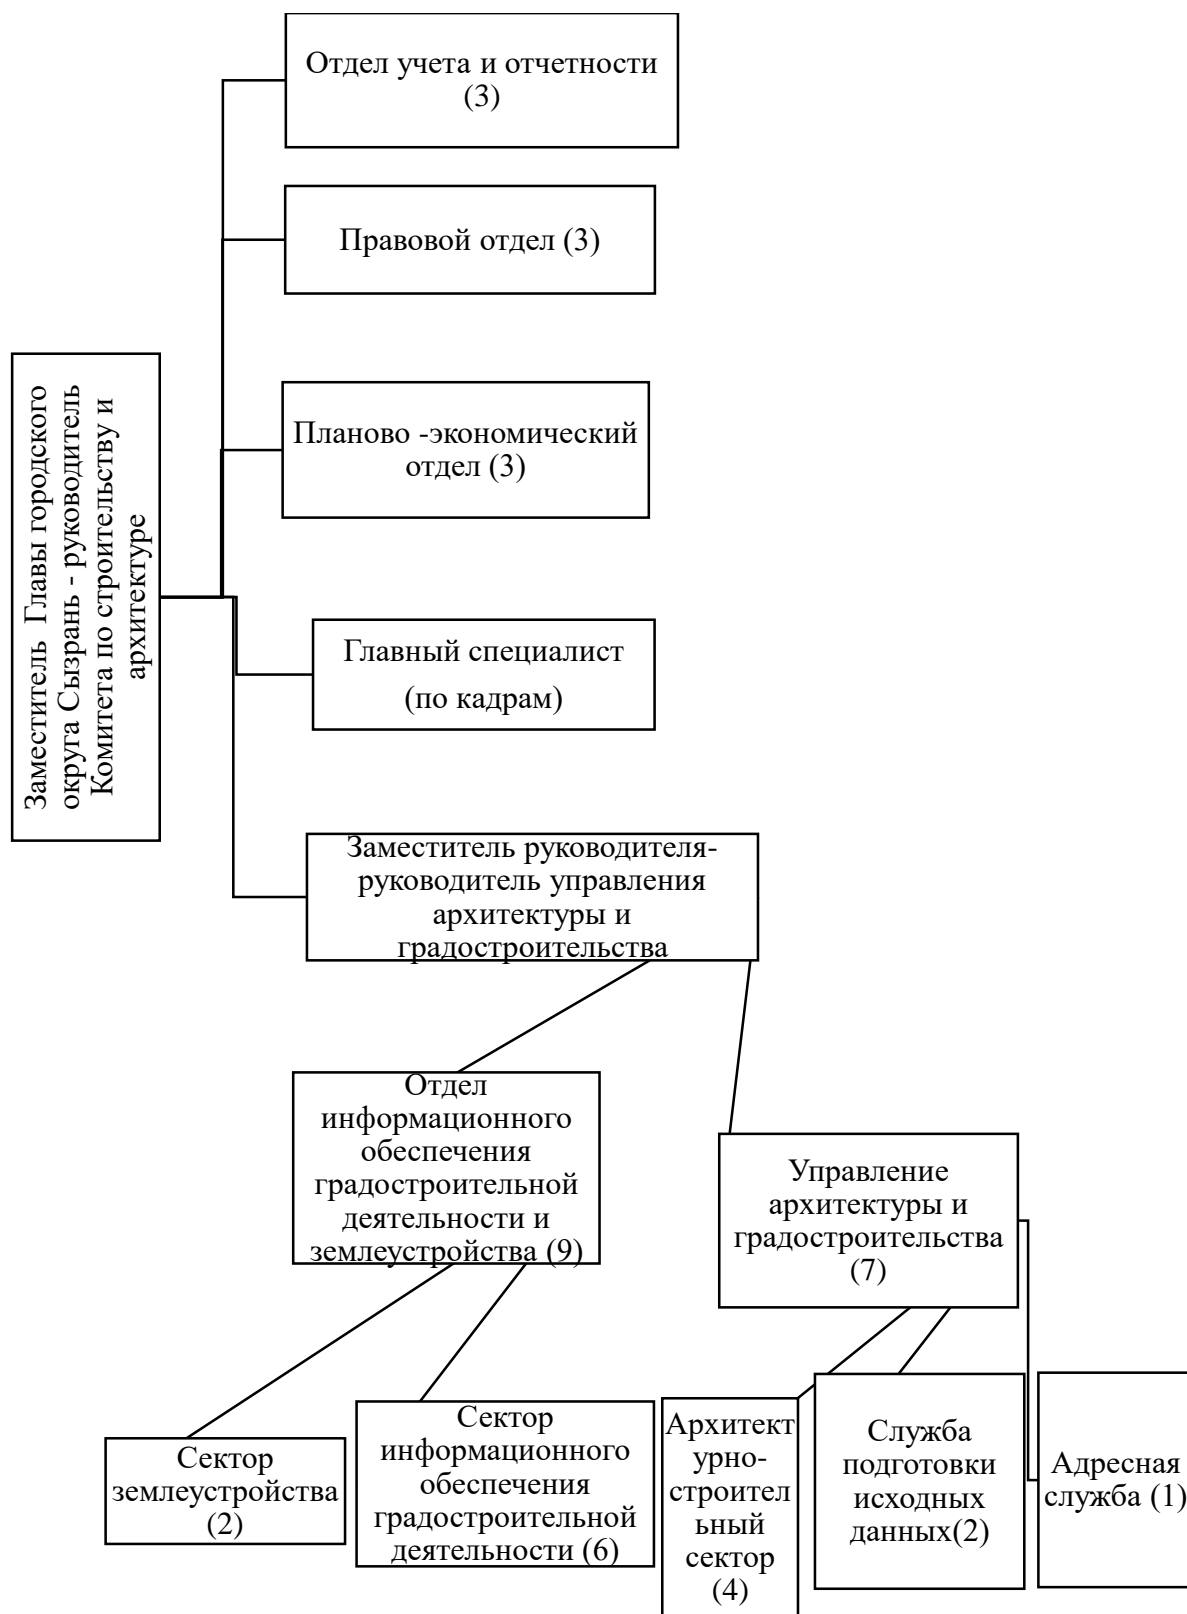 Отдел учета и отчетности
(3)
Правовой отдел (3)
Планово -экономический
отдел (3)
Заместитель Главы городского
округа Сызрань - руководитель
Комитета по строительству и
архитектуре
Главный специалист
(по кадрам)
Заместитель руководителя-
руководитель управления
архитектуры и
градостроительства
Отдел
информационного
обеспечения
градостроительной
деятельности и
землеустройства (9)
Управление
архитектуры и
градостроительства
(7)
Сектор
землеустройства
(2)
Сектор
информационного
обеспечения
градостроительной
деятельности (6)
Архитект
урно-
строител
ьный
сектор
(4)
Служба
подготовки
исходных
данных(2)
Адресная
служба (1)